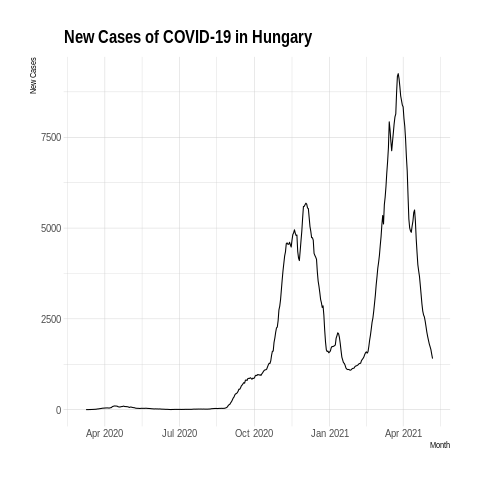 New Cases of COVID-19 in Hungary
New Cases
7500
5000
2500
0
Apr 2020 Jul 2020 Oct 2020 Jan 2021 Apr 2021
Month